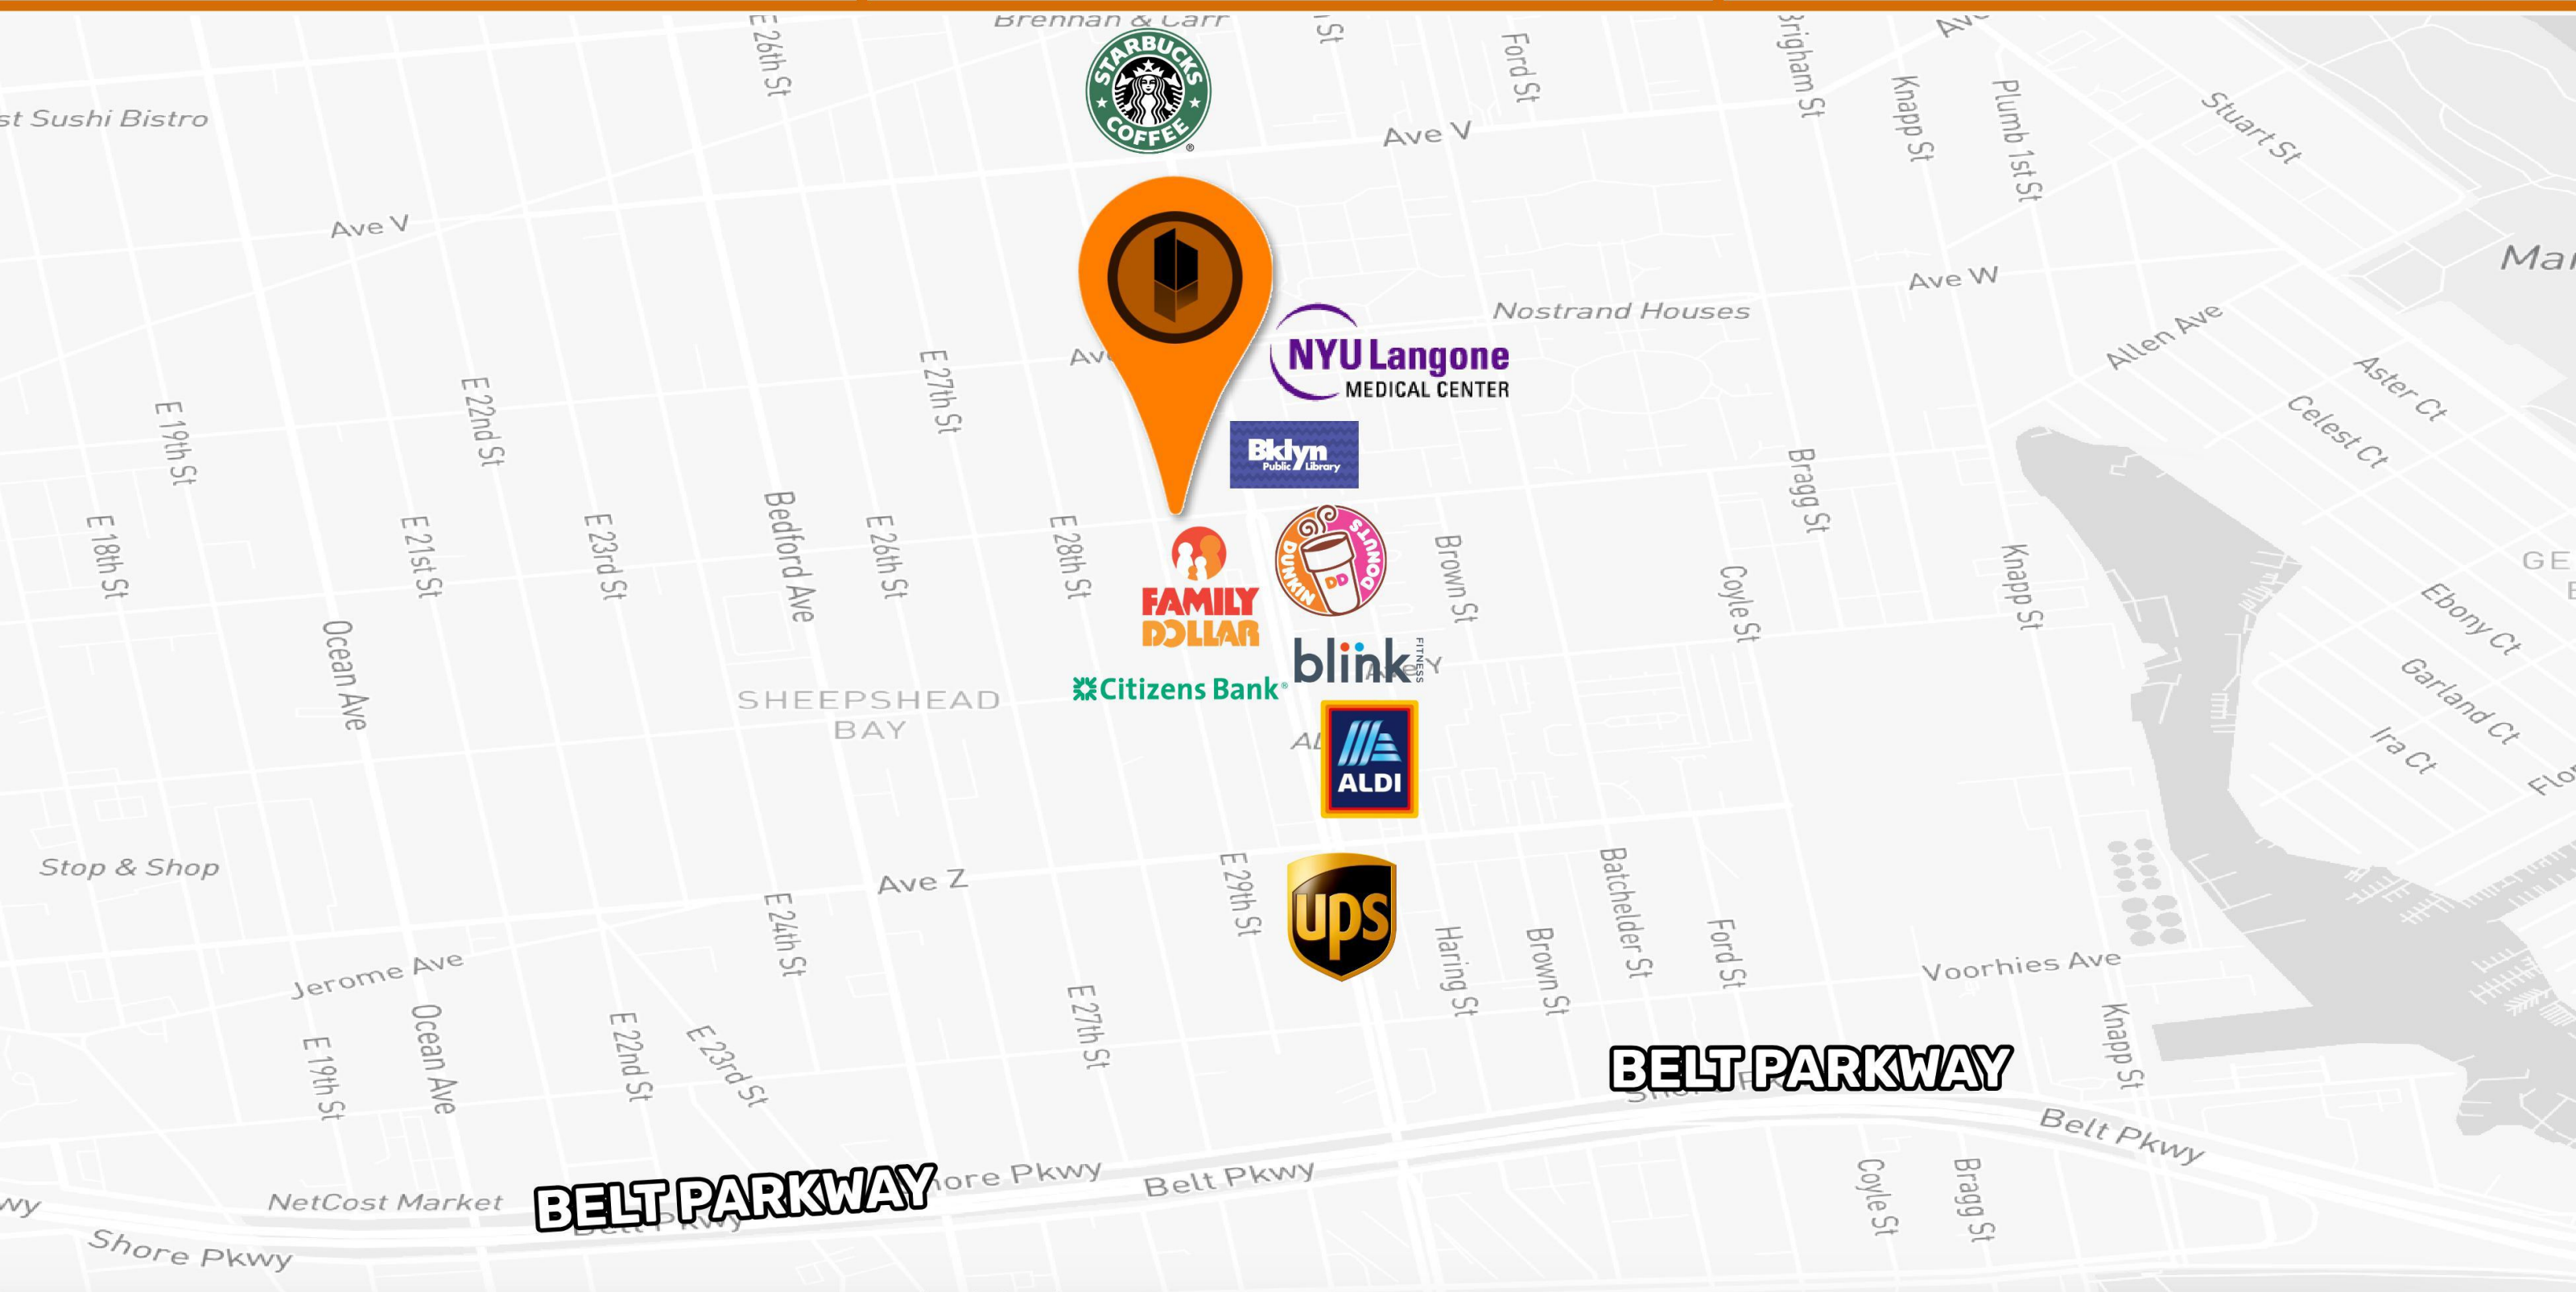 Brennan & Carr
E 26th St
St
Ford St
Brigham St
Knapp St
Plumb 1st St
Stuart St
STARBUCKS
COFFEE
®
st Sushi Bistro
Ave V
Ave V
Ave W
Nostrand Houses
Allen Ave
Aster Ct
Celest Ct
NYU Langone
MEDICAL CENTER
E 27th St
E 22nd St
E 19th St
Bklyn
Public Library
Bragg St
Bedford Ave
E 18th St
E 21st St
E 23rd St
E 26th St
E 28th St
DUNKIN'
DONUTS
DD
Brown St
Coyle St
Knapp St
Ebony Ct
FAMILY
DOLLAR
Ocean Ave
blink
FITNESS
Garland Ct
Citizens Bank®
SHEEPSHEAD
BAY
Ira Ct
ALDI
Stop & Shop
Ave Z
E 29th St
Batchelder St
E 24th St
ups
Ford St
Haring St
Brown St
Jerome Ave
Voorhies Ave
Ocean Ave
E 27th St
E 22nd St
E 23rd St
E 19th St
Knapp St
BELT PARKWAY
Belt Pkwy
BELT PARKWAY
ore Pkwy
Belt Pkwy
Coyle St
Bragg St
NetCost Market
Belt Pkwy
Shore Pkwy